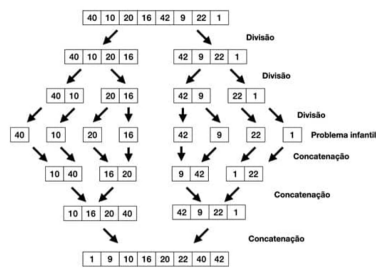 40 10 20 16 42 9 22 1
Divisão
40 10 20 16 42 9 22 1
Divisão
40 10 20 16 42 9 22 1
Divisão
40 10 20 16 42 9 22 1 Problema infantil
Concatenação
10 40 16 20 9 42 1 22
Concatenação
10 16 20 40 42 9 22 1
Concatenação
1 9 10 16 20 22 40 42